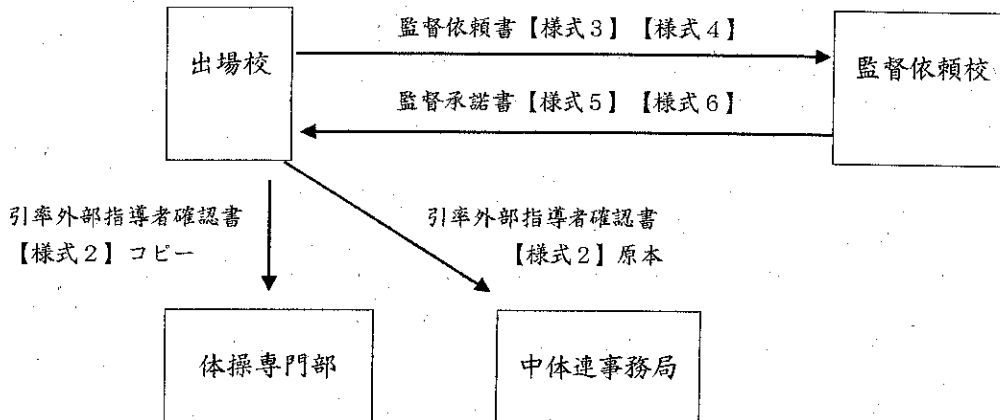 監督依頼書【様式3】【様式4】
出場校
監督依頼校
監督承諾書【様式5】【様式6】
引率外部指導者確認書
【様式2】コピー
引率外部指導者確認書
【様式2】原本
体操専門部
中体連事務局